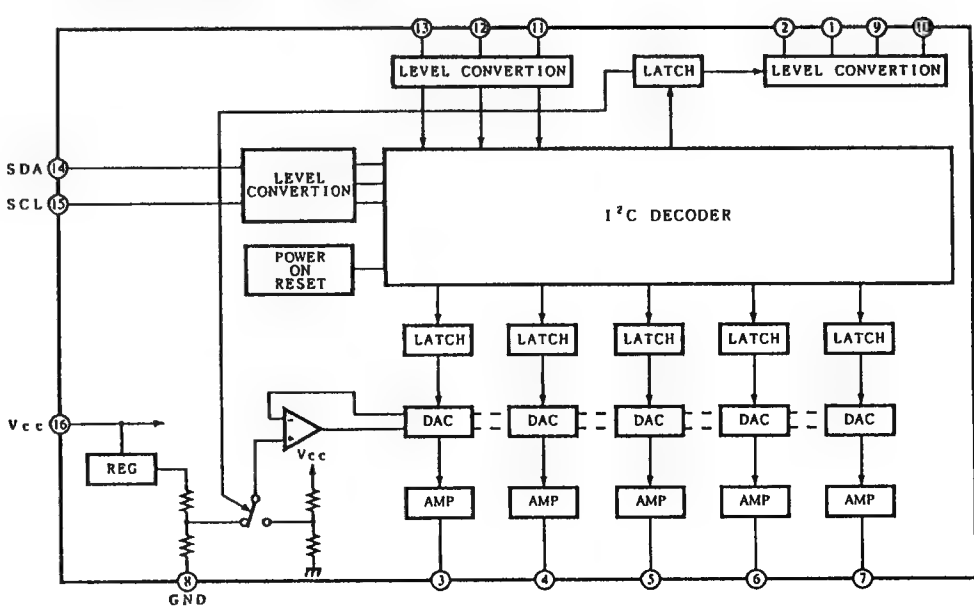 13 12 11 2 1 9 10
LEVEL CONVERTION LATCH LEVEL CONVERTION
SDA 14
SCL 15
LEVEL
CONVERTION
I²C DECODER
POWER
ON
RESET
LATCH LATCH LATCH LATCH LATCH
Vcc 16
- +
DAC DAC DAC DAC DAC
REG
Vcc
AMP AMP AMP AMP AMP
8 3 4 5 6 7
GND